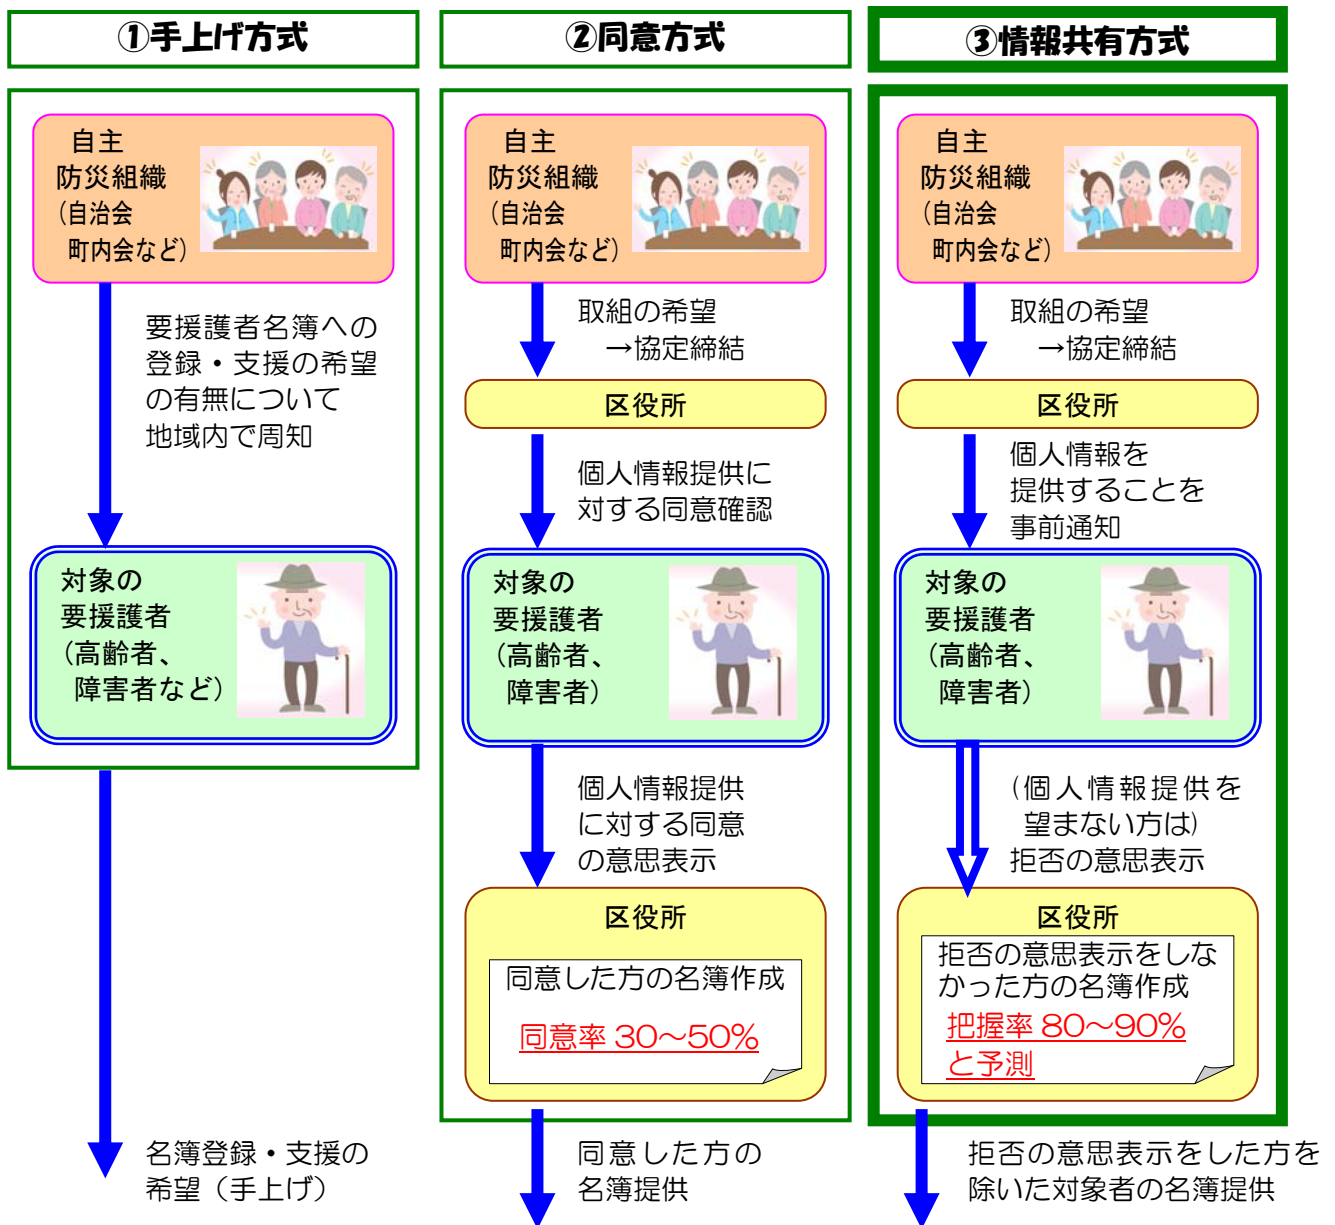 ①手上げ方式
自主
防災組織
(自治会
町内会など)
要援護者名簿への
登録・支援の希望
の有無について
地域内で周知
対象の
要援護者
(高齢者、
障害者など)
名簿登録・支援の
希望（手上げ）
②同意方式
自主
防災組織
(自治会
町内会など)
取組の希望
→協定締結
区役所
個人情報提供に
対する同意確認
対象の
要援護者
(高齢者、
障害者)
個人情報提供
に対する同意
の意思表示
区役所
同意した方の名簿作成
同意率 30～50%
同意した方の
名簿提供
③情報共有方式
自主
防災組織
(自治会
町内会など)
取組の希望
→協定締結
区役所
個人情報を
提供することを
事前通知
対象の
要援護者
(高齢者、
障害者)
(個人情報提供を
望まない方は)
拒否の意思表示
区役所
拒否の意思表示をしな
かった方の名簿作成
把握率 80～90%
と予測
拒否の意思表示をした方を
除いた対象者の名簿提供